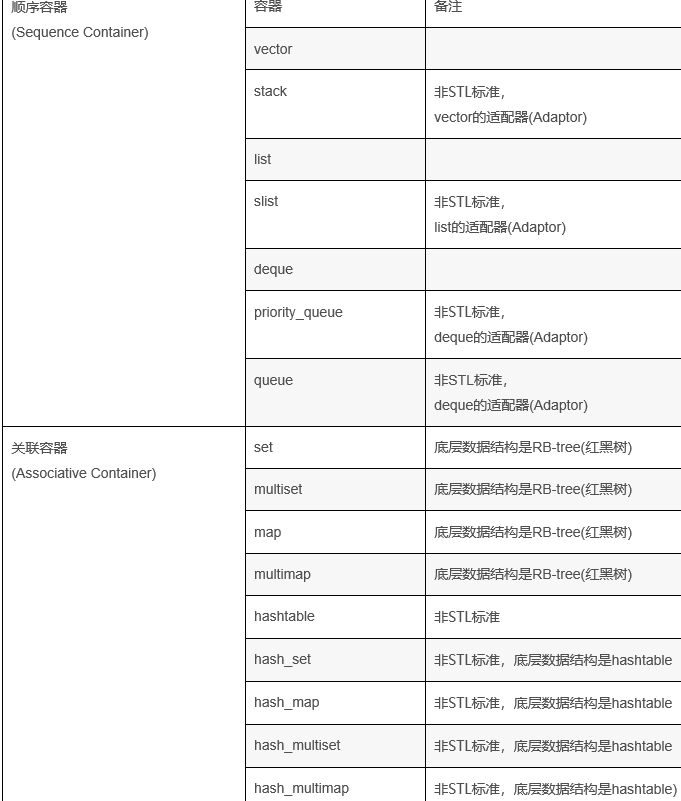 顺序容器
(Sequence Container)
容器
备注
vector
stack
非STL标准，
vector的适配器(Adaptor)
list
slist
非STL标准，
list的适配器(Adaptor)
deque
priority_queue
非STL标准，
deque的适配器(Adaptor)
queue
非STL标准，
deque的适配器(Adaptor)
关联容器
(Associative Container)
set
底层数据结构是RB-tree(红黑树)
multiset
底层数据结构是RB-tree(红黑树)
map
底层数据结构是RB-tree(红黑树)
multimap
底层数据结构是RB-tree(红黑树)
hashtable
非STL标准
hash_set
非STL标准，底层数据结构是hashtable
hash_map
非STL标准，底层数据结构是hashtable
hash_multiset
非STL标准，底层数据结构是hashtable
hash_multimap
非STL标准，底层数据结构是hashtable)